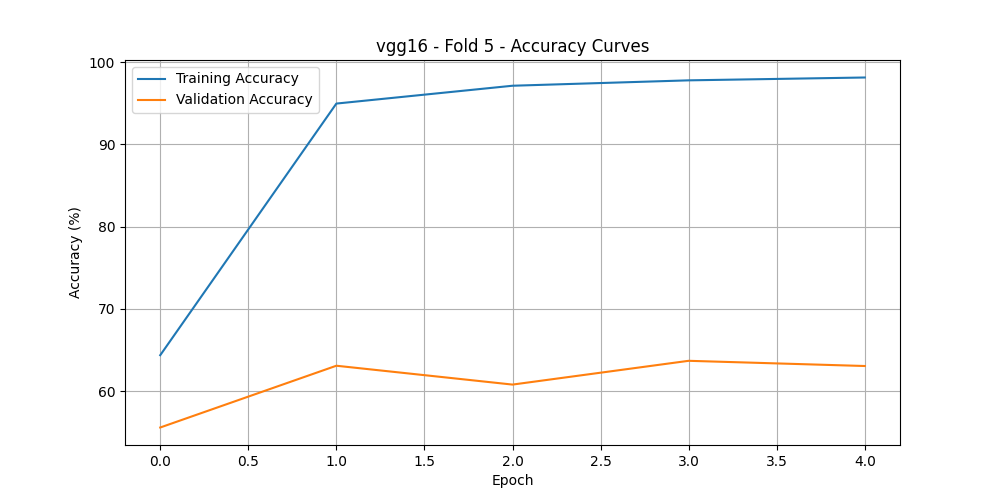 vgg16 - Fold 5 - Accuracy Curves
Training Accuracy
Validation Accuracy
Accuracy (%)
100
90
80
70
60
0.0 0.5 1.0 1.5 2.0 2.5 3.0 3.5 4.0
Epoch